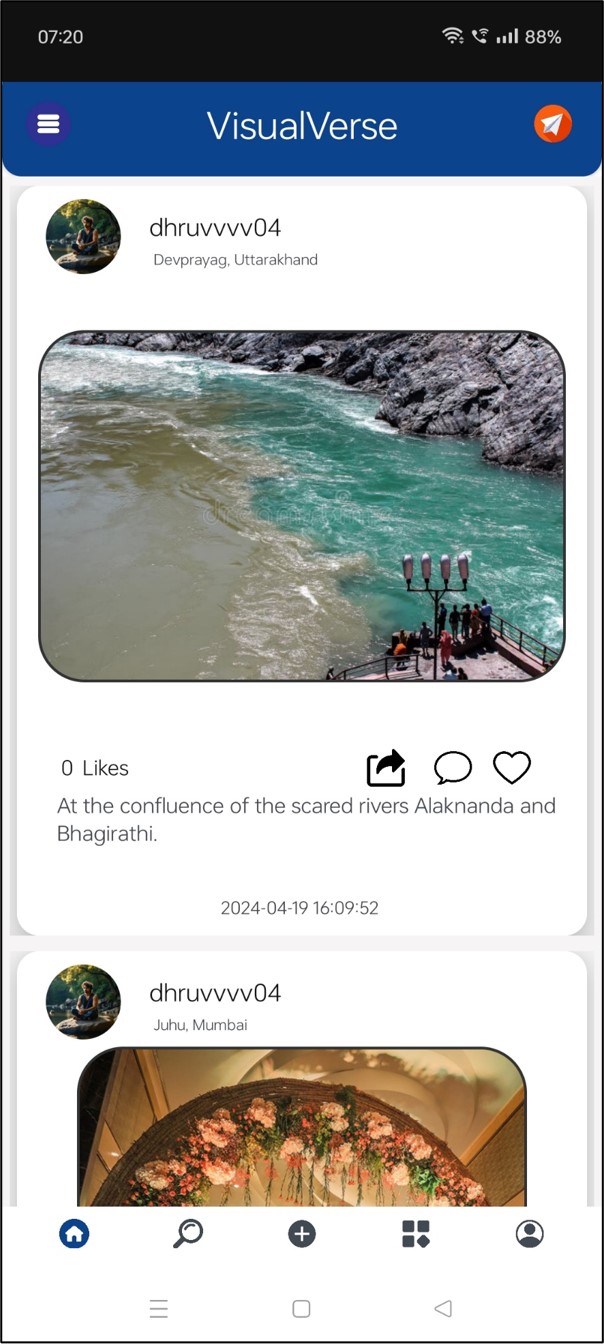 07:20
88%
VisualVerse
dhruvvvv04
Devprayag, Uttarakhand
0 Likes
At the confluence of the scared rivers Alaknanda and
Bhagirathi.
2024-04-19 16:09:52
dhruvvvv04
Juhu, Mumbai